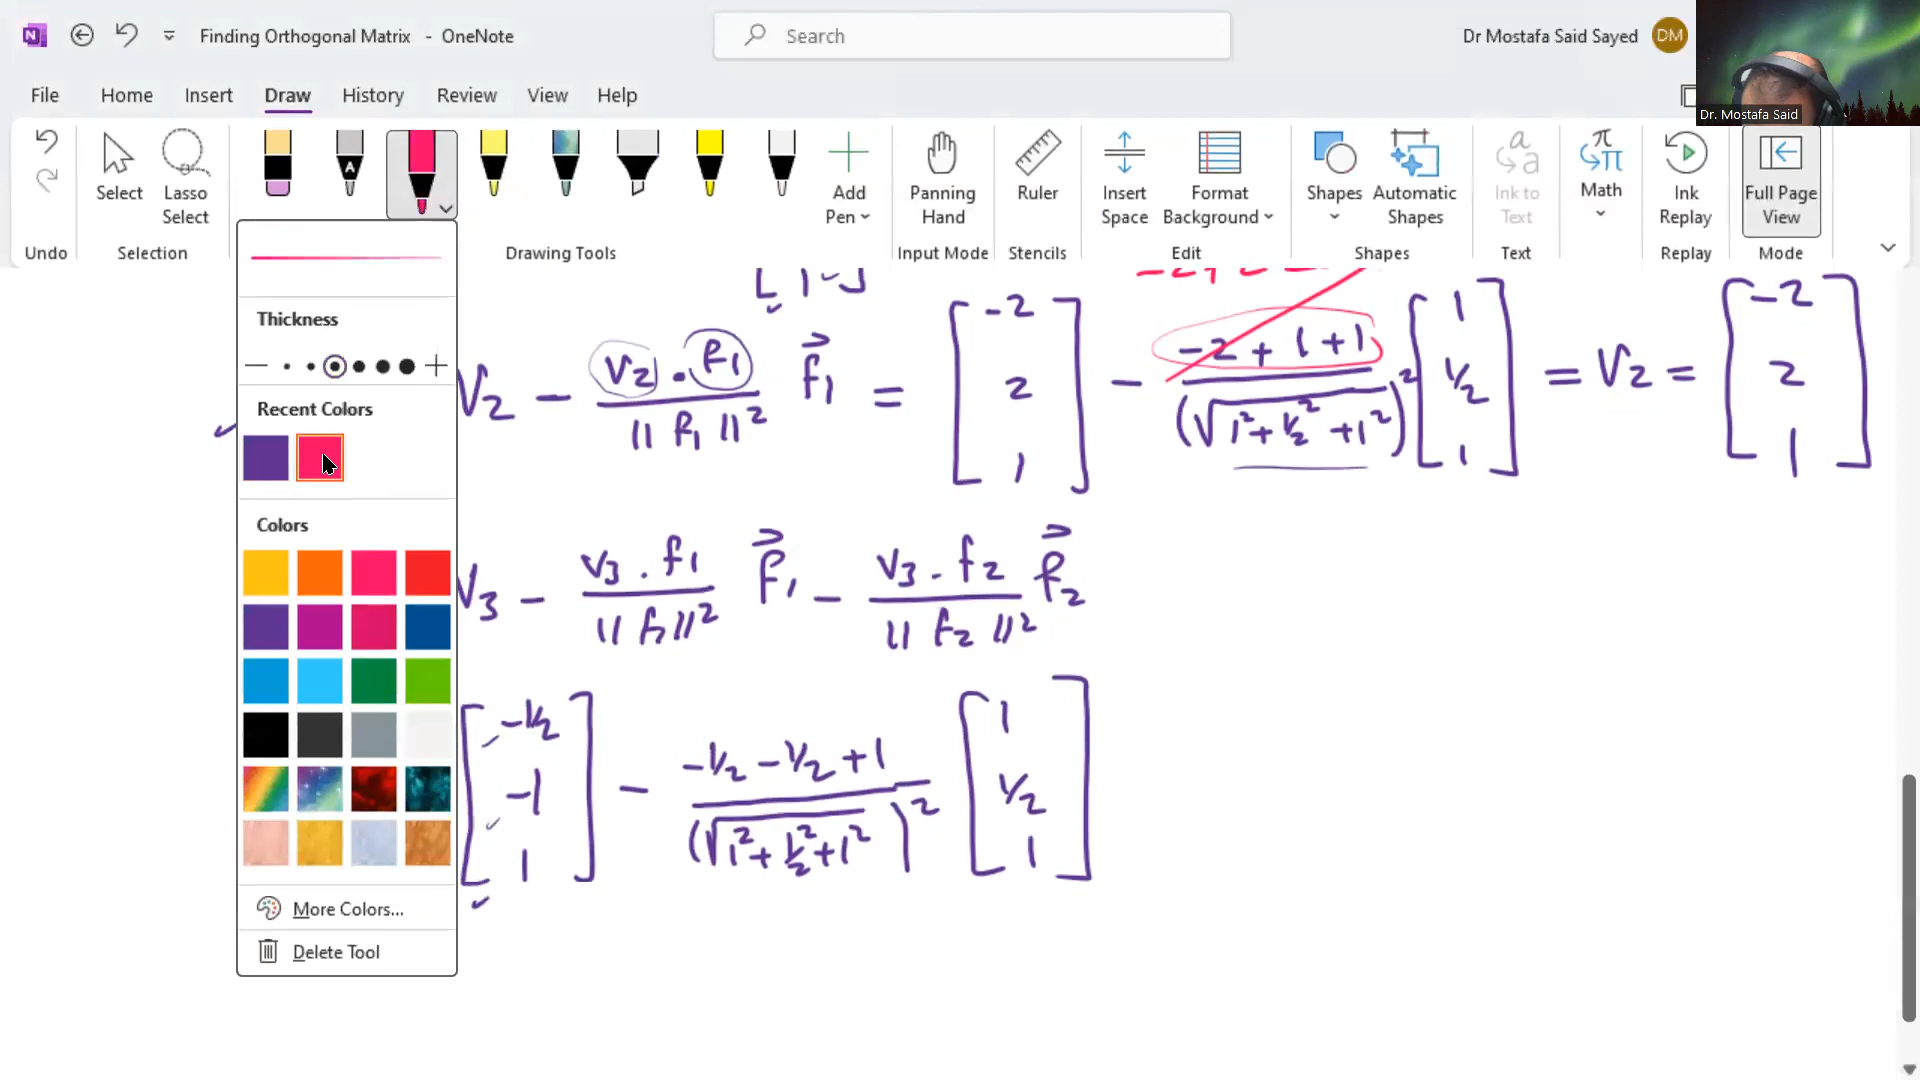 Finding Orthogonal Matrix - OneNote
Search
Dr Mostafa Said Sayed
DM
Dr. Mostafa Said
File Home Insert Draw History Review View Help
Select
Lasso Select
Add Pen
Panning Hand
Ruler
Insert Space
Format Background
Shapes
Automatic Shapes
Ink to Text
Math
Ink Replay
Full Page View
Undo Selection Drawing Tools Input Mode Stencils Edit Shapes Text Replay Mode
Thickness
Recent Colors
Colors
More Colors...
Delete Tool
V2 - (V2 . f1) / ||f1||² f1 = [-2 2 1] - (-2 + 1 + 1) / (√1² + ½² + 1²)² [1 ½ 1] = V2 = [-2 2 1]
V3 - (V3 . f1) / ||f1||² f1 - (V3 . f2) / ||f2||² f2
[-½ -1 1] - (-½ - ½ + 1) / (√1² + ½² + 1²)² [1 ½ 1]